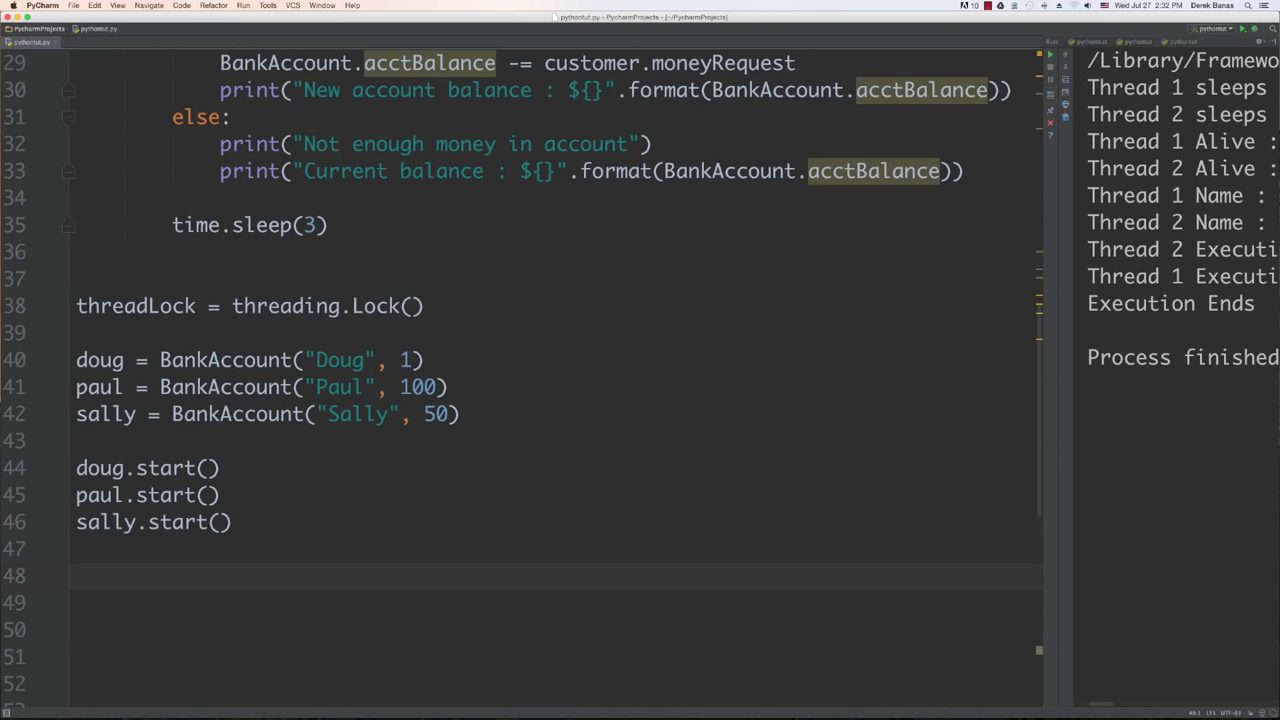 PyCharm File Edit View Navigate Code Refactor Run Tools VCS Window Help 10 Wed Jul 27 2:32 PM Derek Banas
pythontut.py - PycharmProjects - [~/PycharmProjects]
PycharmProjects pythontut.py pythontut
pythontut.py Run: pythontut pythontut pythontut
29 BankAccount.acctBalance -= customer.moneyRequest
30 print("New account balance : ${}".format(BankAccount.acctBalance))
31 else:
32 print("Not enough money in account")
33 print("Current balance : ${}".format(BankAccount.acctBalance))
34
35 time.sleep(3)
36
37
38 threadLock = threading.Lock()
39
40 doug = BankAccount("Doug", 1)
41 paul = BankAccount("Paul", 100)
42 sally = BankAccount("Sally", 50)
43
44 doug.start()
45 paul.start()
46 sally.start()
47
48
49
50
51
52
/Library/Framewo
Thread 1 sleeps
Thread 2 sleeps
Thread 1 Alive :
Thread 2 Alive :
Thread 1 Name :
Thread 2 Name :
Thread 2 Executi
Thread 1 Executi
Execution Ends
Process finished
48:1 LF÷ UTF-8÷